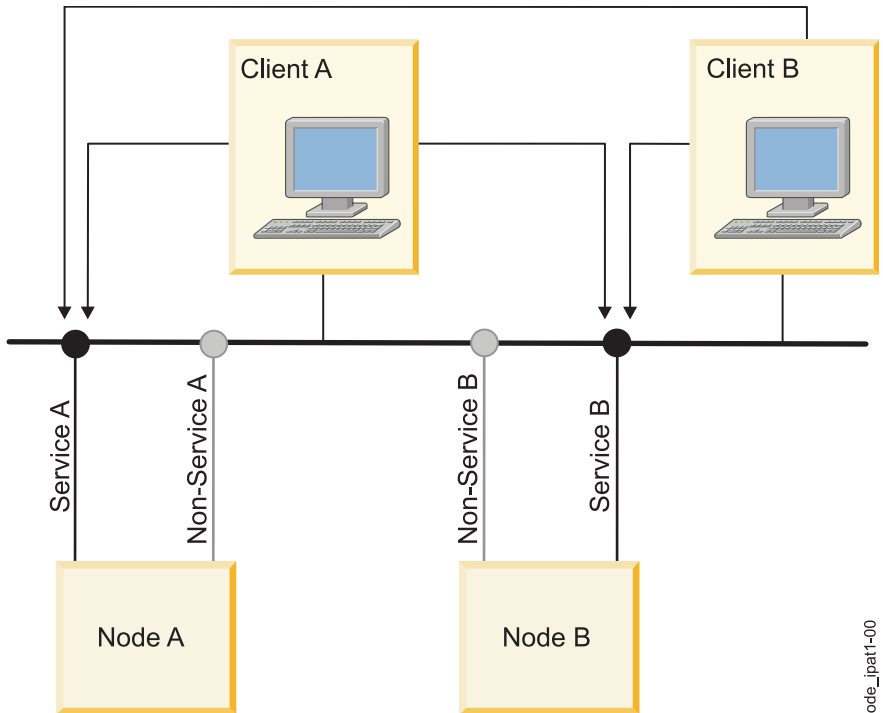 Client A
Client B
Service A
Non-Service A
Non-Service B
Service B
Node A
Node B
ode_ipat1-00